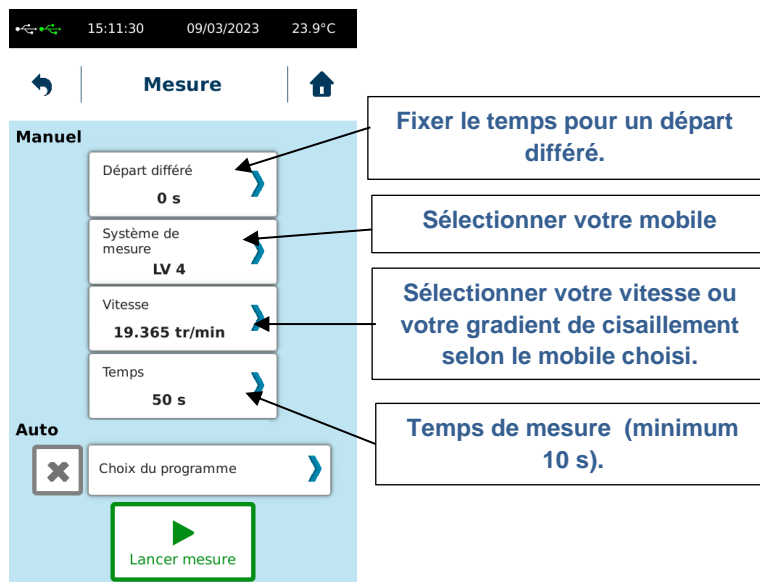 15:11:30 09/03/2023 23.9°C
Mesure
Manuel
Départ différé
0 s
Système de
mesure
LV 4
Vitesse
19.365 tr/min
Temps
50 s
Auto
Choix du programme
Lancer mesure
Fixer le temps pour un départ
différé.
Sélectionner votre mobile
Sélectionner votre vitesse ou
votre gradient de cisaillement
selon le mobile choisi.
Temps de mesure (minimum
10 s).